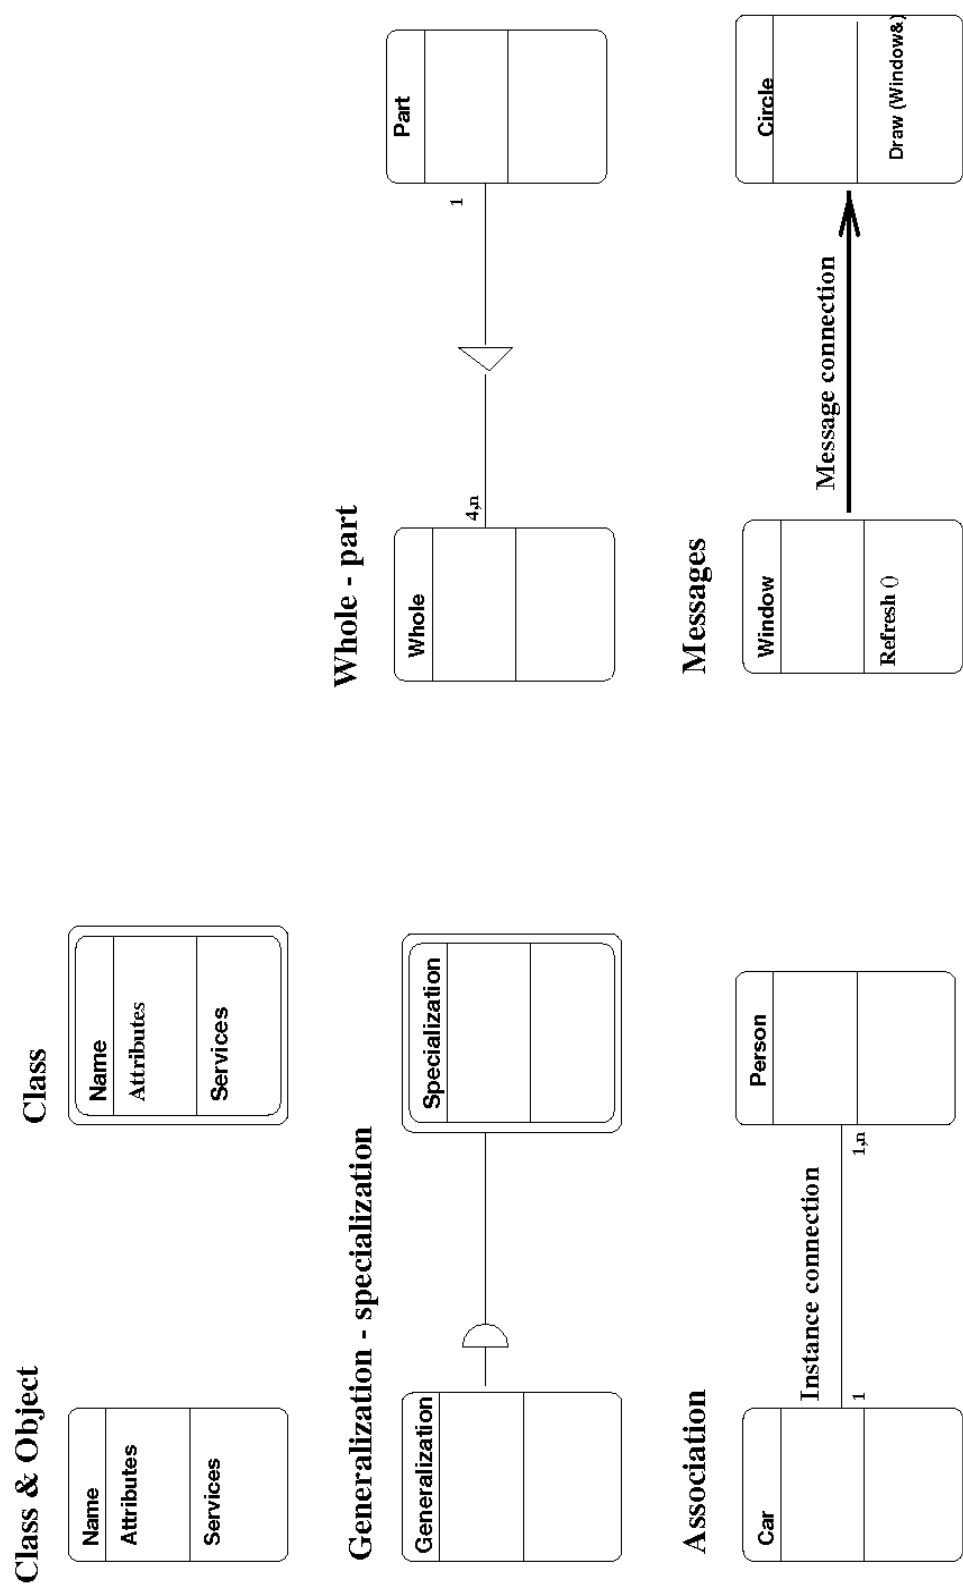 Class & Object
Name
Attributes
Services
Class
Name
Attributes
Services
Generalization - specialization
Generalization
Specialization
Whole - part
Whole
4,n
1
Part
Association
Car
1
Instance connection
1,n
Person
Messages
Window
Refresh ()
Message connection
Circle
Draw (Window&)